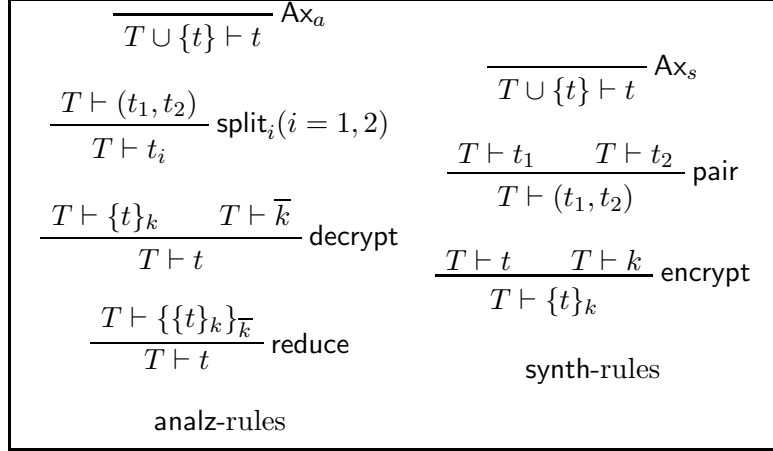 Ax_a
T ∪ {t} ⊢ t
T ⊢ (t_1, t_2)
split_i(i = 1, 2)
T ⊢ t_i
T ⊢ {t}_k T ⊢ \overline{k}
decrypt
T ⊢ t
T ⊢ {{t}_k}_{\overline{k}}
reduce
T ⊢ t
analz-rules
Ax_s
T ∪ {t} ⊢ t
T ⊢ t_1 T ⊢ t_2
pair
T ⊢ (t_1, t_2)
T ⊢ t T ⊢ k
encrypt
T ⊢ {t}_k
synth-rules